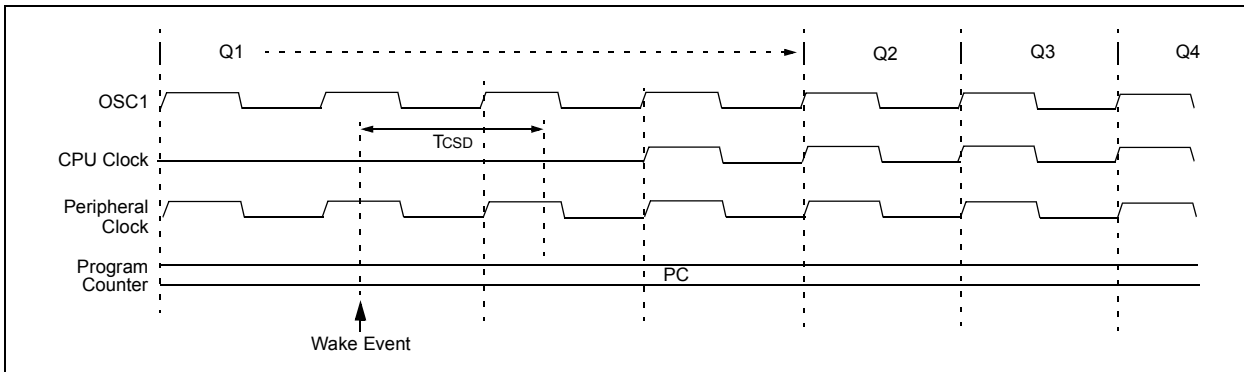 Q1 Q2 Q3 Q4
OSC1
TCSD
CPU Clock
Peripheral
Clock
Program
Counter
PC
Wake Event